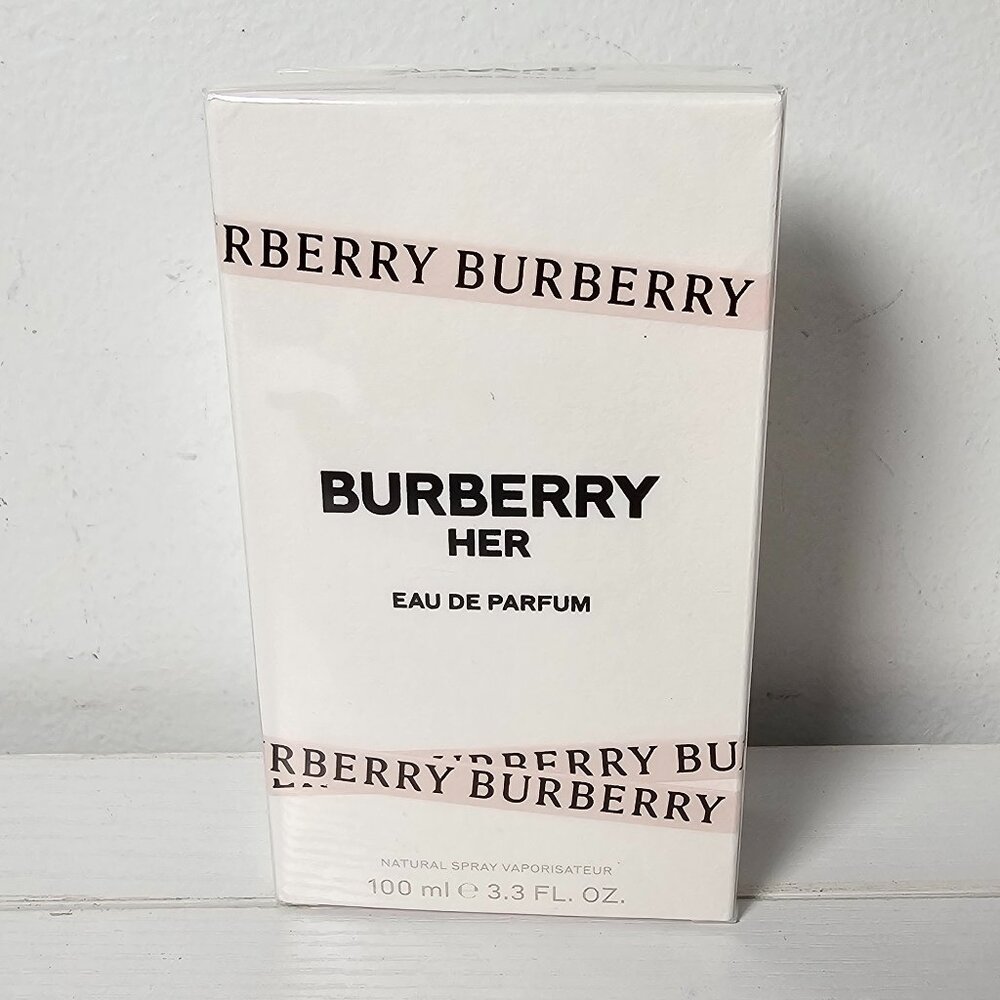 RBERRY BURBERRY
BURBERRY
HER
EAU DE PARFUM
RBERRY BU
RBERRY BURBERRY
NATURAL SPRAY VAPORISATEUR
100 ml ℮ 3.3 FL. OZ.